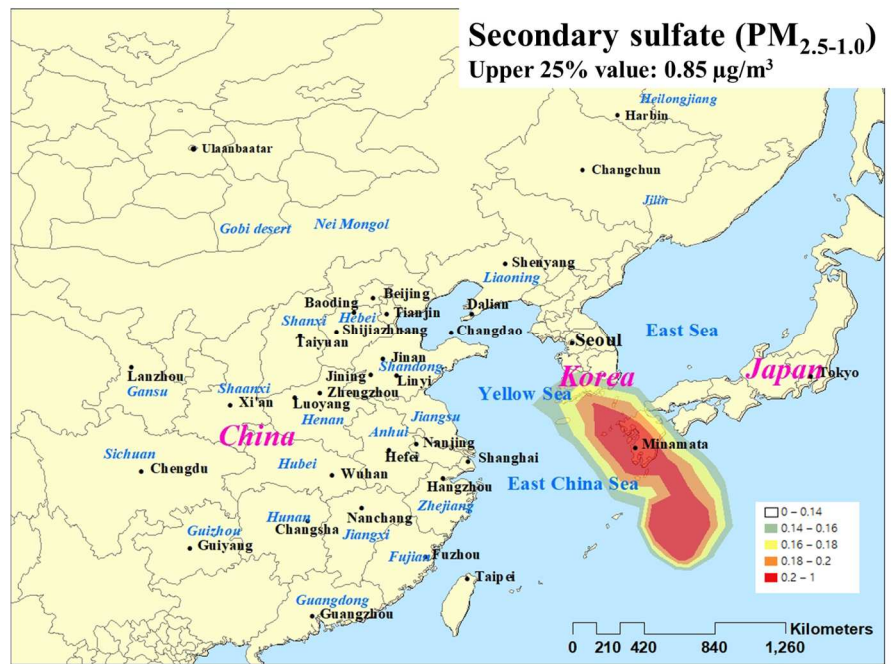 Secondary sulfate (PM2.5-1.0)
Upper 25% value: 0.85 µg/m3
Heilongjiang
Harbin
Ulaanbaatar
Changchun
Jilin
Gobi desert
Nei Mongol
Shenyang
Liaoning
Beijing
Baoding
Dalian
Hebei
Tianjin
Shanxi
Shijiazhuang
Changdao
East Sea
Taiyuan
Seoul
Jinan
Lanzhou
Shandong
Japan
Tokyo
Jining
Linyi
Korea
Gansu
Shaanxi
Zhengzhou
Yellow Sea
Xi'an
Luoyang
Jiangsu
Henan
China
Anhui
Nanjing
Minamata
Sichuan
Hefei
Shanghai
Chengdu
Hubei
Wuhan
Hangzhou
East China Sea
Zhejiang
Nanchang
Hunan
Changsha
Guizhou
Jiangxi
Guiyang
Fujian
Fuzhou
Taipei
Guangdong
Guangzhou
0 – 0.14
0.14 – 0.16
0.16 – 0.18
0.18 – 0.2
0.2 – 1
Kilometers
0 210 420 840 1,260